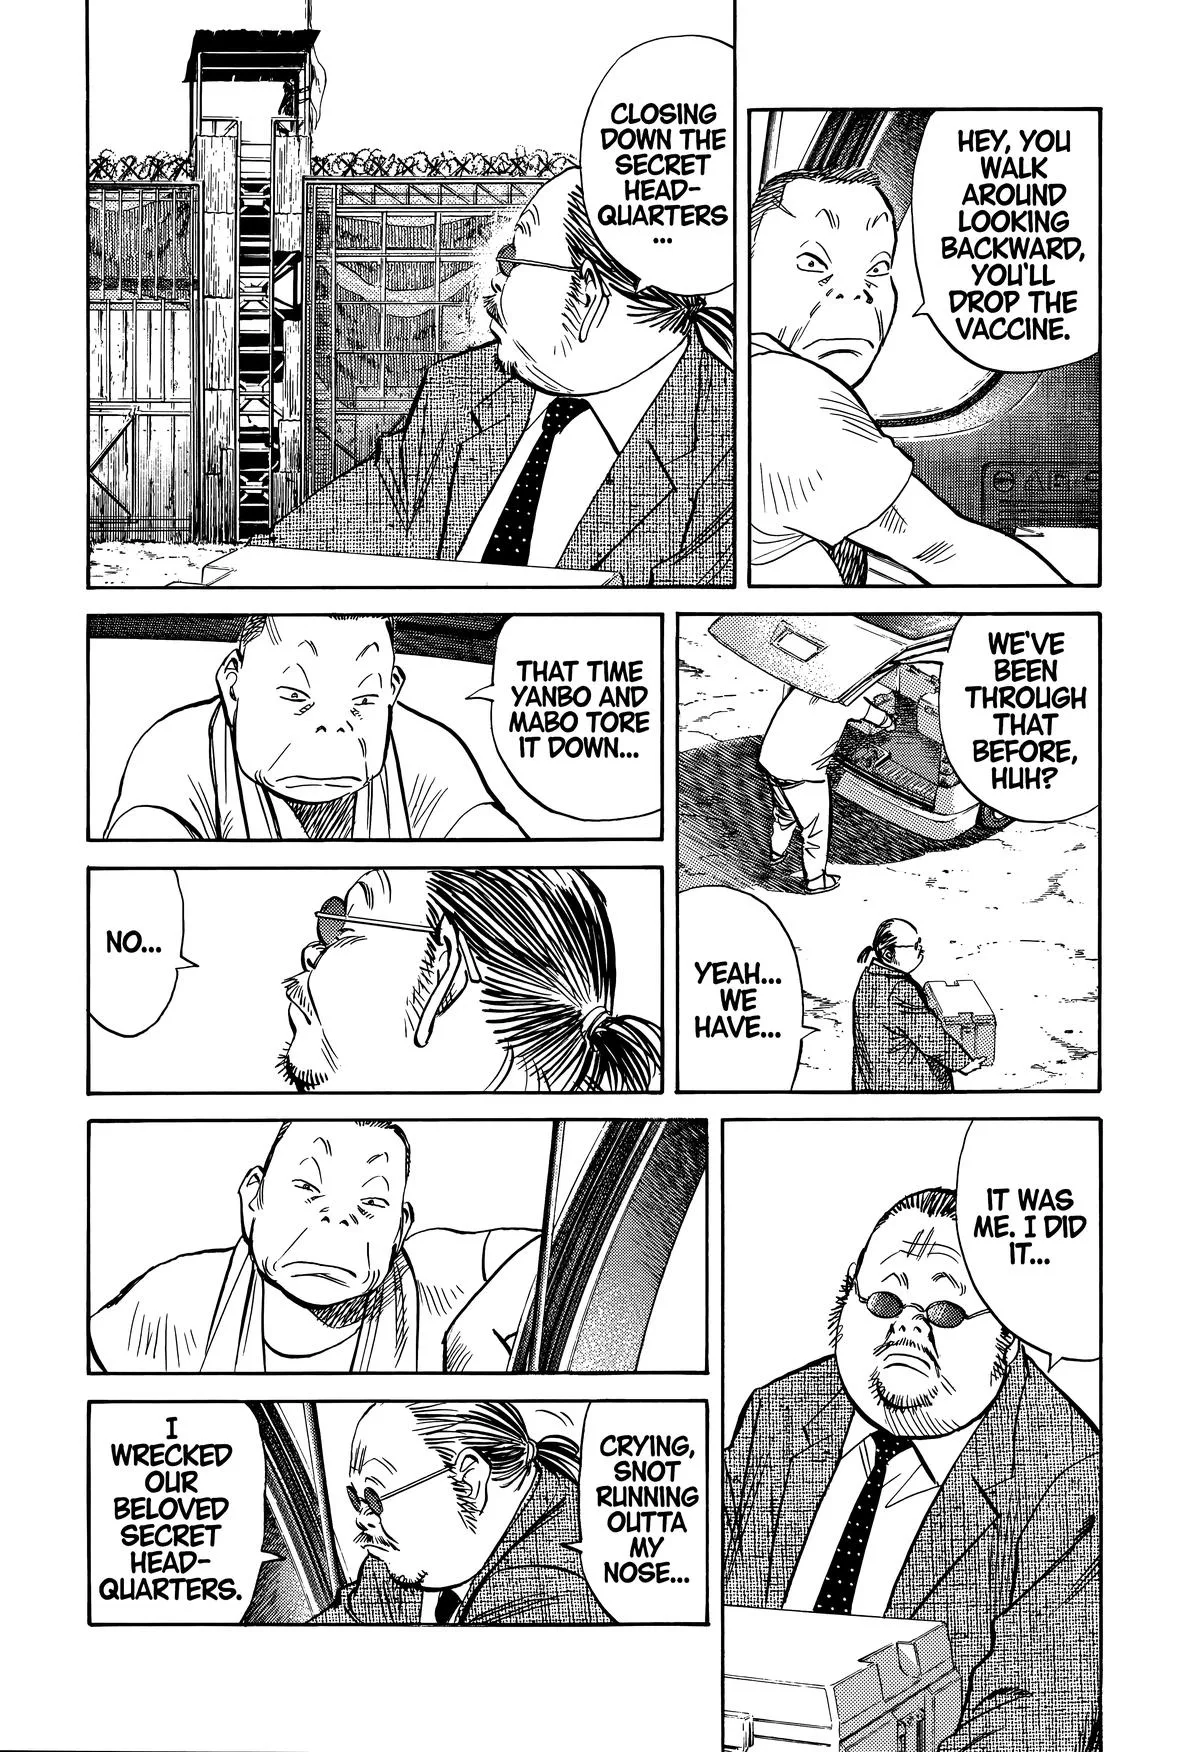 HEY, YOU
WALK
AROUND
LOOKING
BACKWARD,
YOU'LL
DROP THE
VACCINE.
CLOSING
DOWN THE
SECRET
HEAD-
QUARTERS
...
WE'VE
BEEN
THROUGH
THAT
BEFORE,
HUH?
YEAH...
WE
HAVE...
THAT TIME
YANBO AND
MABO TORE
IT DOWN...
NO...
IT WAS
ME. I DID
IT...
CRYING,
SNOT
RUNNING
OUTTA
MY
NOSE...
I
WRECKED
OUR
BELOVED
SECRET
HEAD-
QUARTERS.